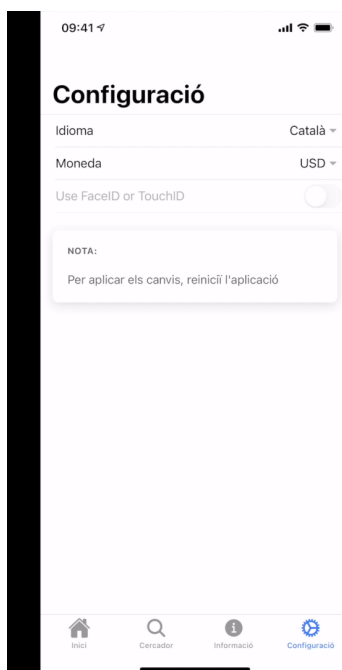 09:41
Configuració
Idioma Català
Moneda USD
Use FaceID or TouchID
NOTA:
Per aplicar els canvis, reiniciï l'aplicació
Inici Cercador Informació Configuració